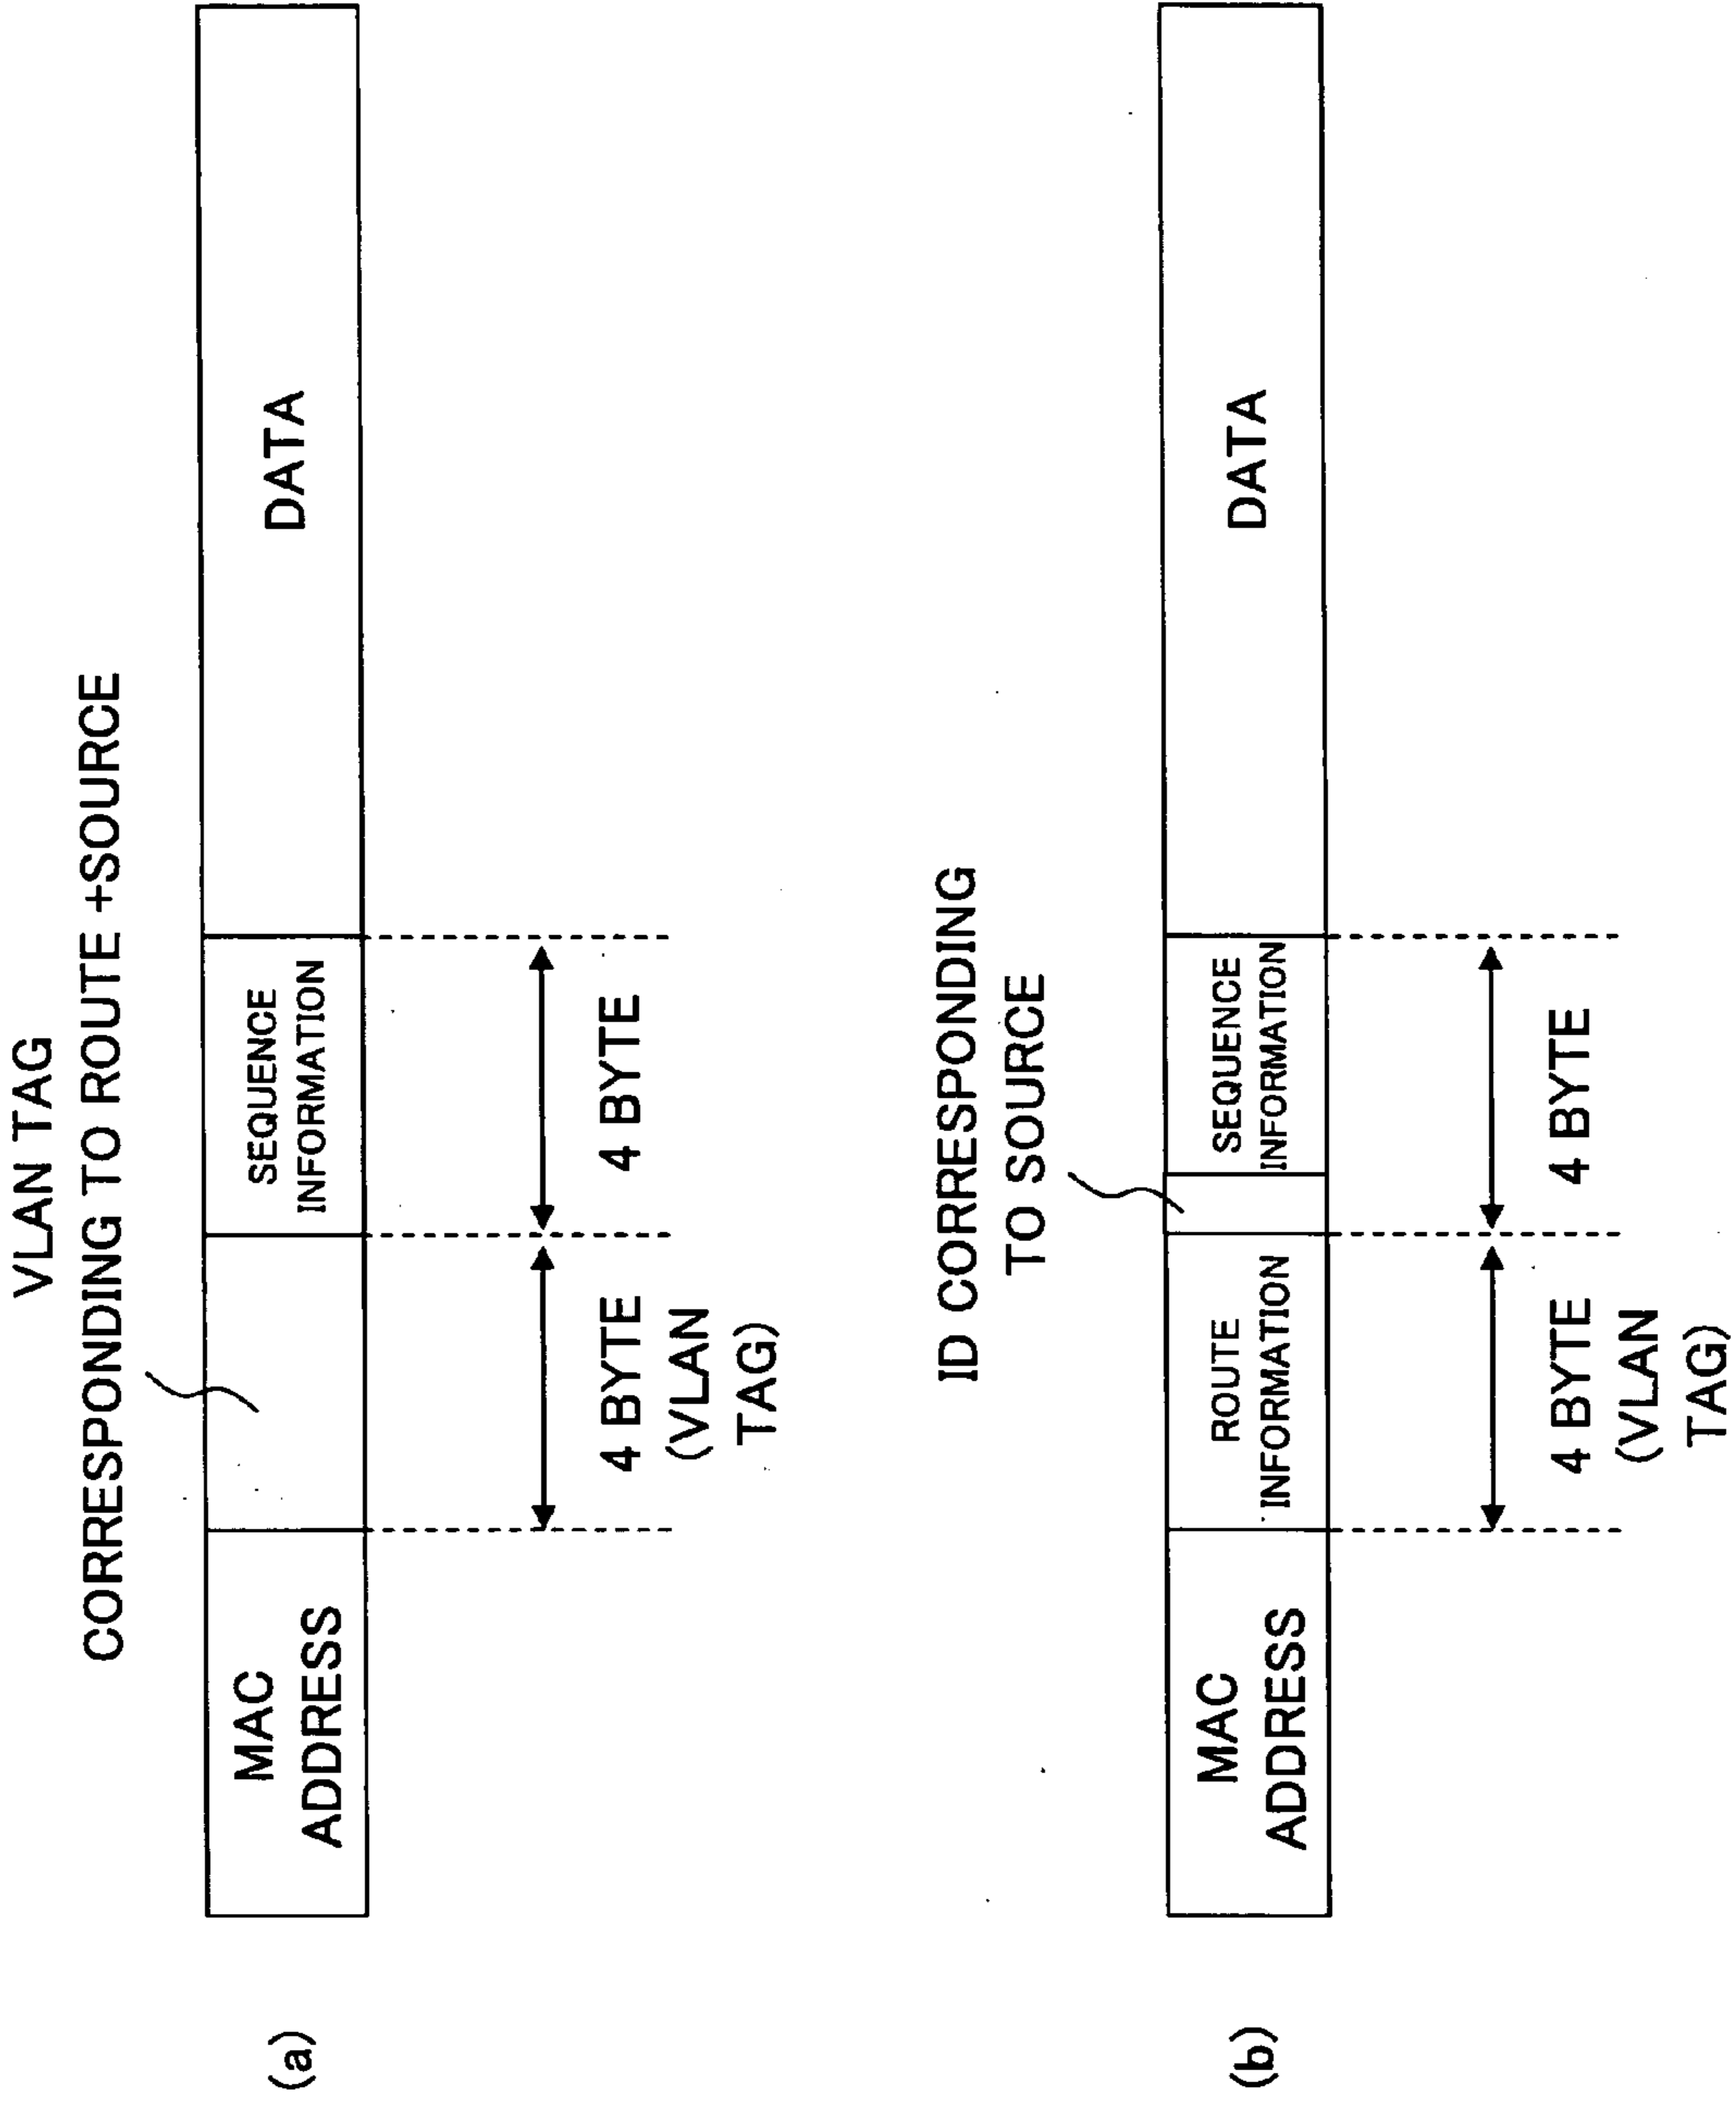 VLAN TAG
CORRESPONDING TO ROUTE +SOURCE
(a)
MAC
ADDRESS
SEQUENCE
INFORMATION
DATA
4 BYTE
(VLAN
TAG)
4 BYTE
ID CORRESPONDING
TO SOURCE
(b)
MAC
ADDRESS
ROUTE
INFORMATION
SEQUENCE
INFORMATION
DATA
4 BYTE
(VLAN
TAG)
4 BYTE